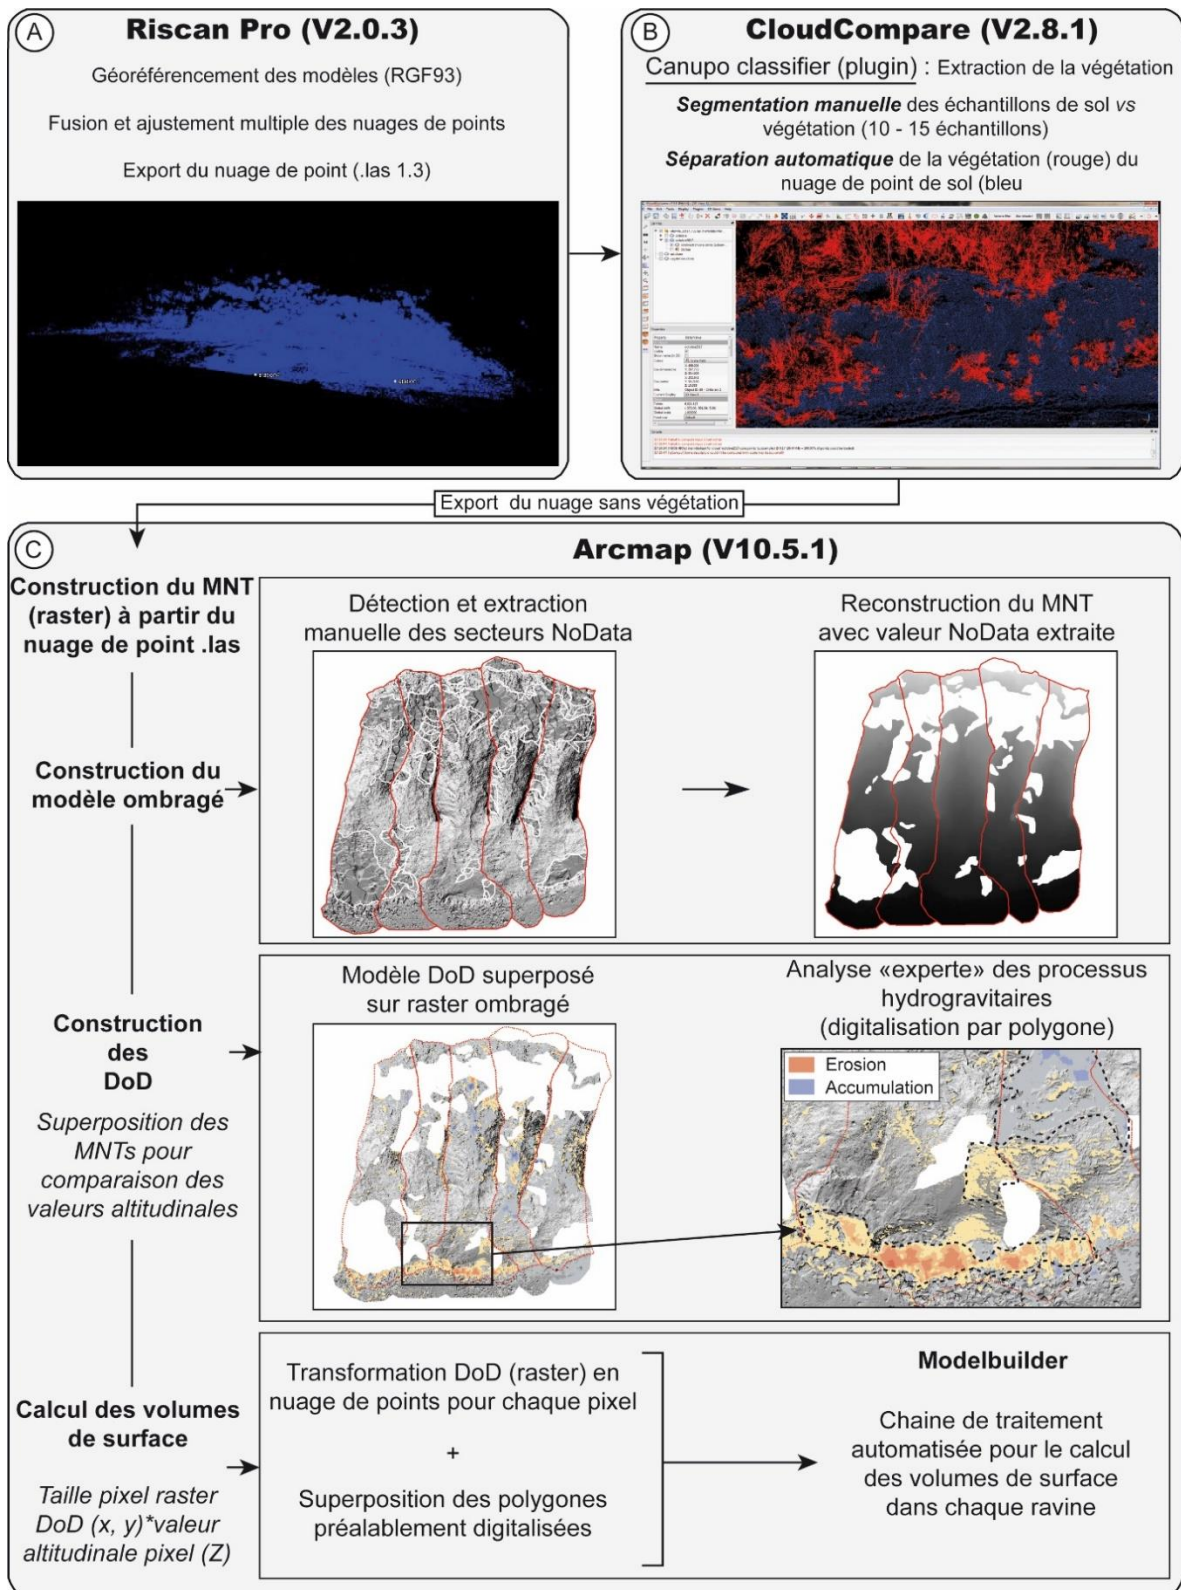 A
Riscan Pro (V2.0.3)
Géoréférencement des modèles (RGF93)
Fusion et ajustement multiple des nuages de points
Export du nuage de point (.las 1.3)
B
CloudCompare (V2.8.1)
Canupo classifier (plugin) : Extraction de la végétation
Segmentation manuelle des échantillons de sol vs
végétation (10 - 15 échantillons)
Séparation automatique de la végétation (rouge) du
nuage de point de sol (bleu
Export du nuage sans végétation
C
Arcmap (V10.5.1)
Construction du MNT
(raster) à partir du
nuage de point .las
Détection et extraction
manuelle des secteurs NoData
Reconstruction du MNT
avec valeur NoData extraite
Construction du
modèle ombragé
Modèle DoD superposé
sur raster ombragé
Analyse «experte» des processus
hydrogravitaires
(digitalisation par polygone)
Erosion
Accumulation
Construction
des
DoD
Superposition des
MNTs pour
comparaison des
valeurs altitudinales
Calcul des volumes
de surface
Taille pixel raster
DoD (x, y)*valeur
altitudinale pixel (Z)
Transformation DoD (raster) en
nuage de points pour chaque pixel
+
Superposition des polygones
préalablement digitalisées
Modelbuilder
Chaine de traitement
automatisée pour le calcul
des volumes de surface
dans chaque ravine